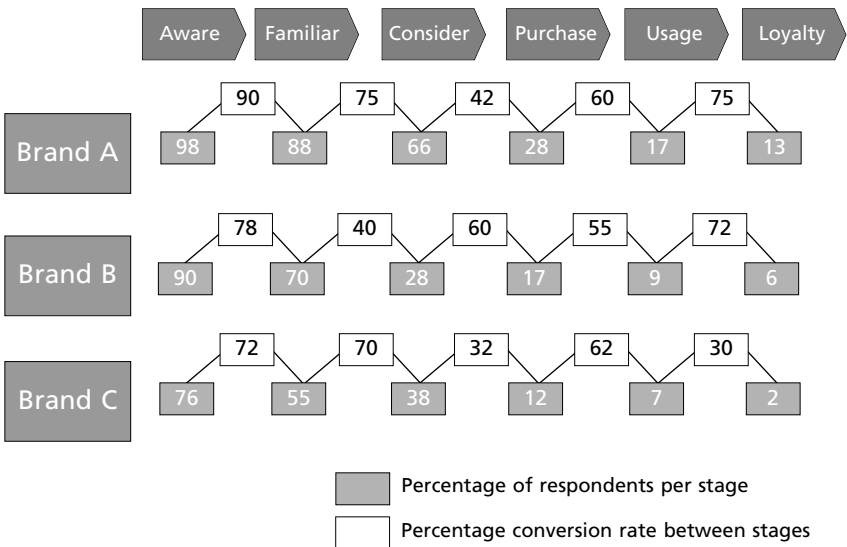 Aware Familiar Consider Purchase Usage Loyalty
90 75 42 60 75
Brand A
98 88 66 28 17 13
78 40 60 55 72
Brand B
90 70 28 17 9 6
72 70 32 62 30
Brand C
76 55 38 12 7 2
Percentage of respondents per stage
Percentage conversion rate between stages